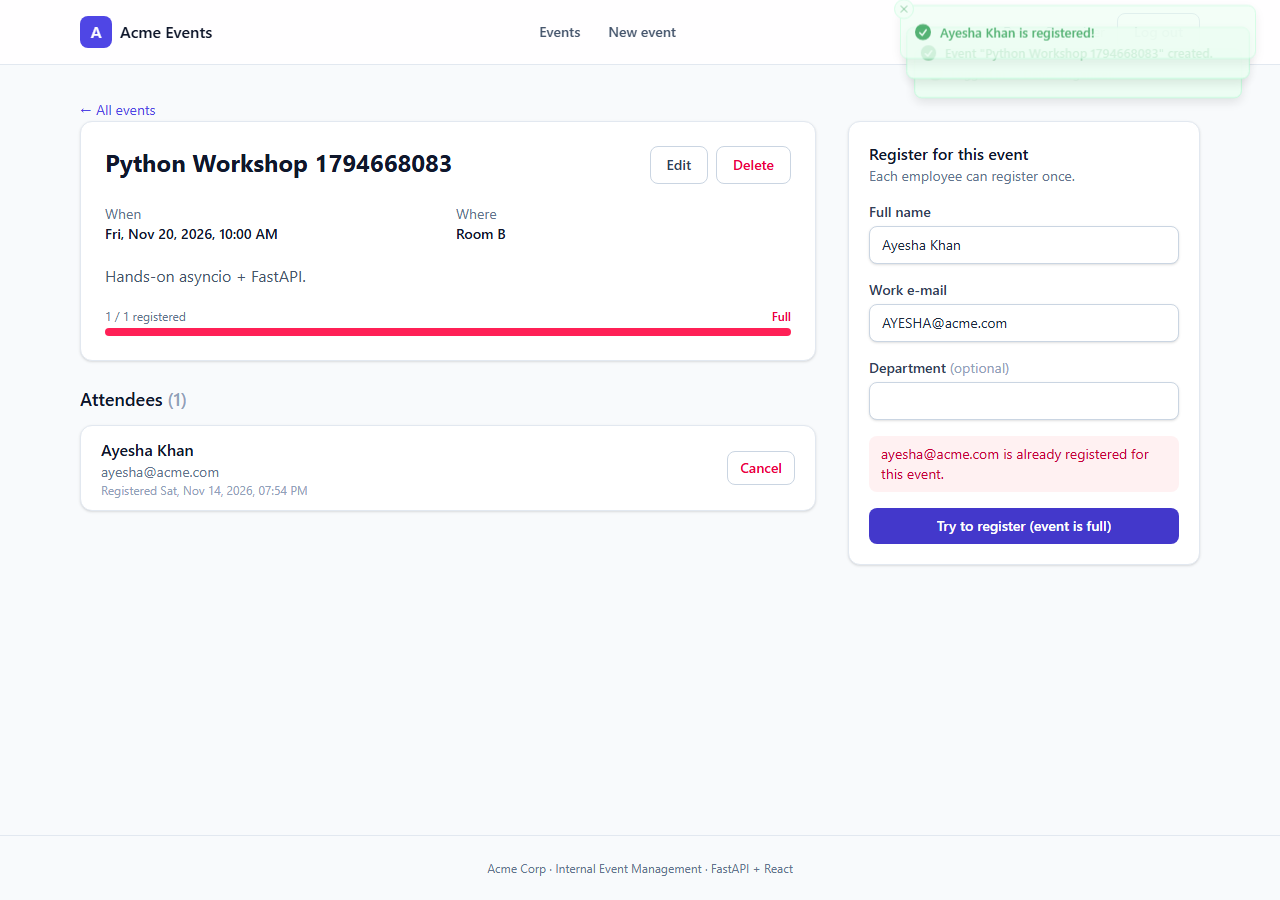 A Acme Events
Events
New event
Ayesha Khan is registered!
Event "Python Workshop 1794668083" created.
← All events
Python Workshop 1794668083
Edit
Delete
When
Fri, Nov 20, 2026, 10:00 AM
Where
Room B
Hands-on asyncio + FastAPI.
1 / 1 registered
Full
Attendees (1)
Ayesha Khan
ayesha@acme.com
Registered Sat, Nov 14, 2026, 07:54 PM
Cancel
Register for this event
Each employee can register once.
Full name
Ayesha Khan
Work e-mail
AYESHA@acme.com
Department (optional)
ayesha@acme.com is already registered for
this event.
Try to register (event is full)
Acme Corp · Internal Event Management · FastAPI + React